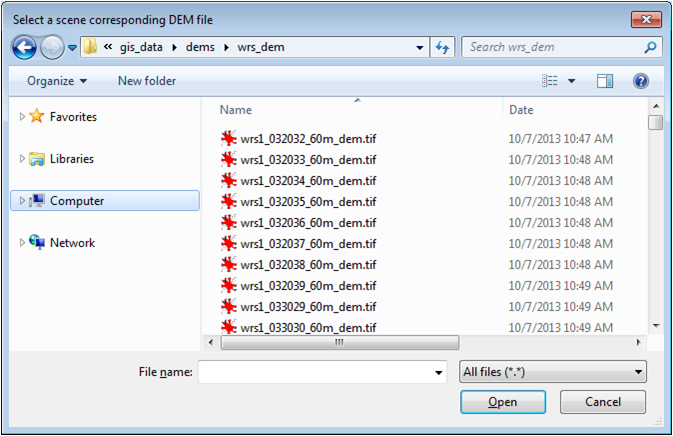 Select a scene corresponding DEM file
« gis_data dems wrs_dem Search wrs_dem
Organize New folder
Favorites
Libraries
Computer
Network
Name Date
wrs1_032032_60m_dem.tif 10/7/2013 10:47 AM
wrs1_032033_60m_dem.tif 10/7/2013 10:48 AM
wrs1_032034_60m_dem.tif 10/7/2013 10:48 AM
wrs1_032035_60m_dem.tif 10/7/2013 10:48 AM
wrs1_032036_60m_dem.tif 10/7/2013 10:48 AM
wrs1_032037_60m_dem.tif 10/7/2013 10:48 AM
wrs1_032038_60m_dem.tif 10/7/2013 10:48 AM
wrs1_032039_60m_dem.tif 10/7/2013 10:49 AM
wrs1_033029_60m_dem.tif 10/7/2013 10:49 AM
wrs1_033030_60m_dem.tif 10/7/2013 10:49 AM
File name: All files (*.*)
Open Cancel